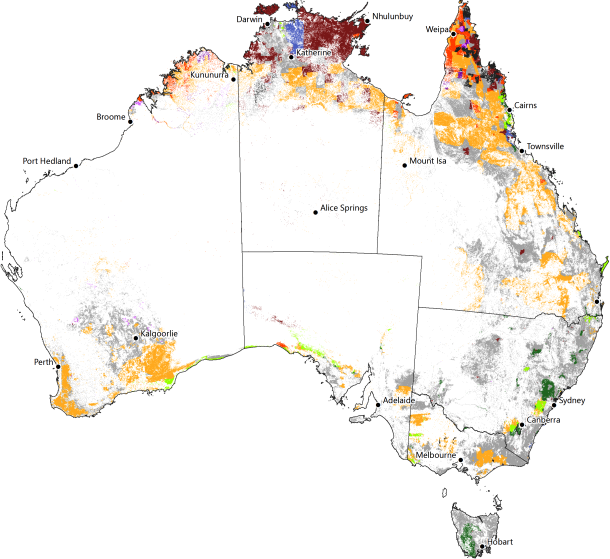 Darwin
Nhulunbuy
Weipa
Katherine
Kununurra
Cairns
Broome
Townsville
Port Hedland
Mount Isa
Alice Springs
Kalgoorlie
Perth
Adelaide
Sydney
Canberra
Melbourne
Hobart